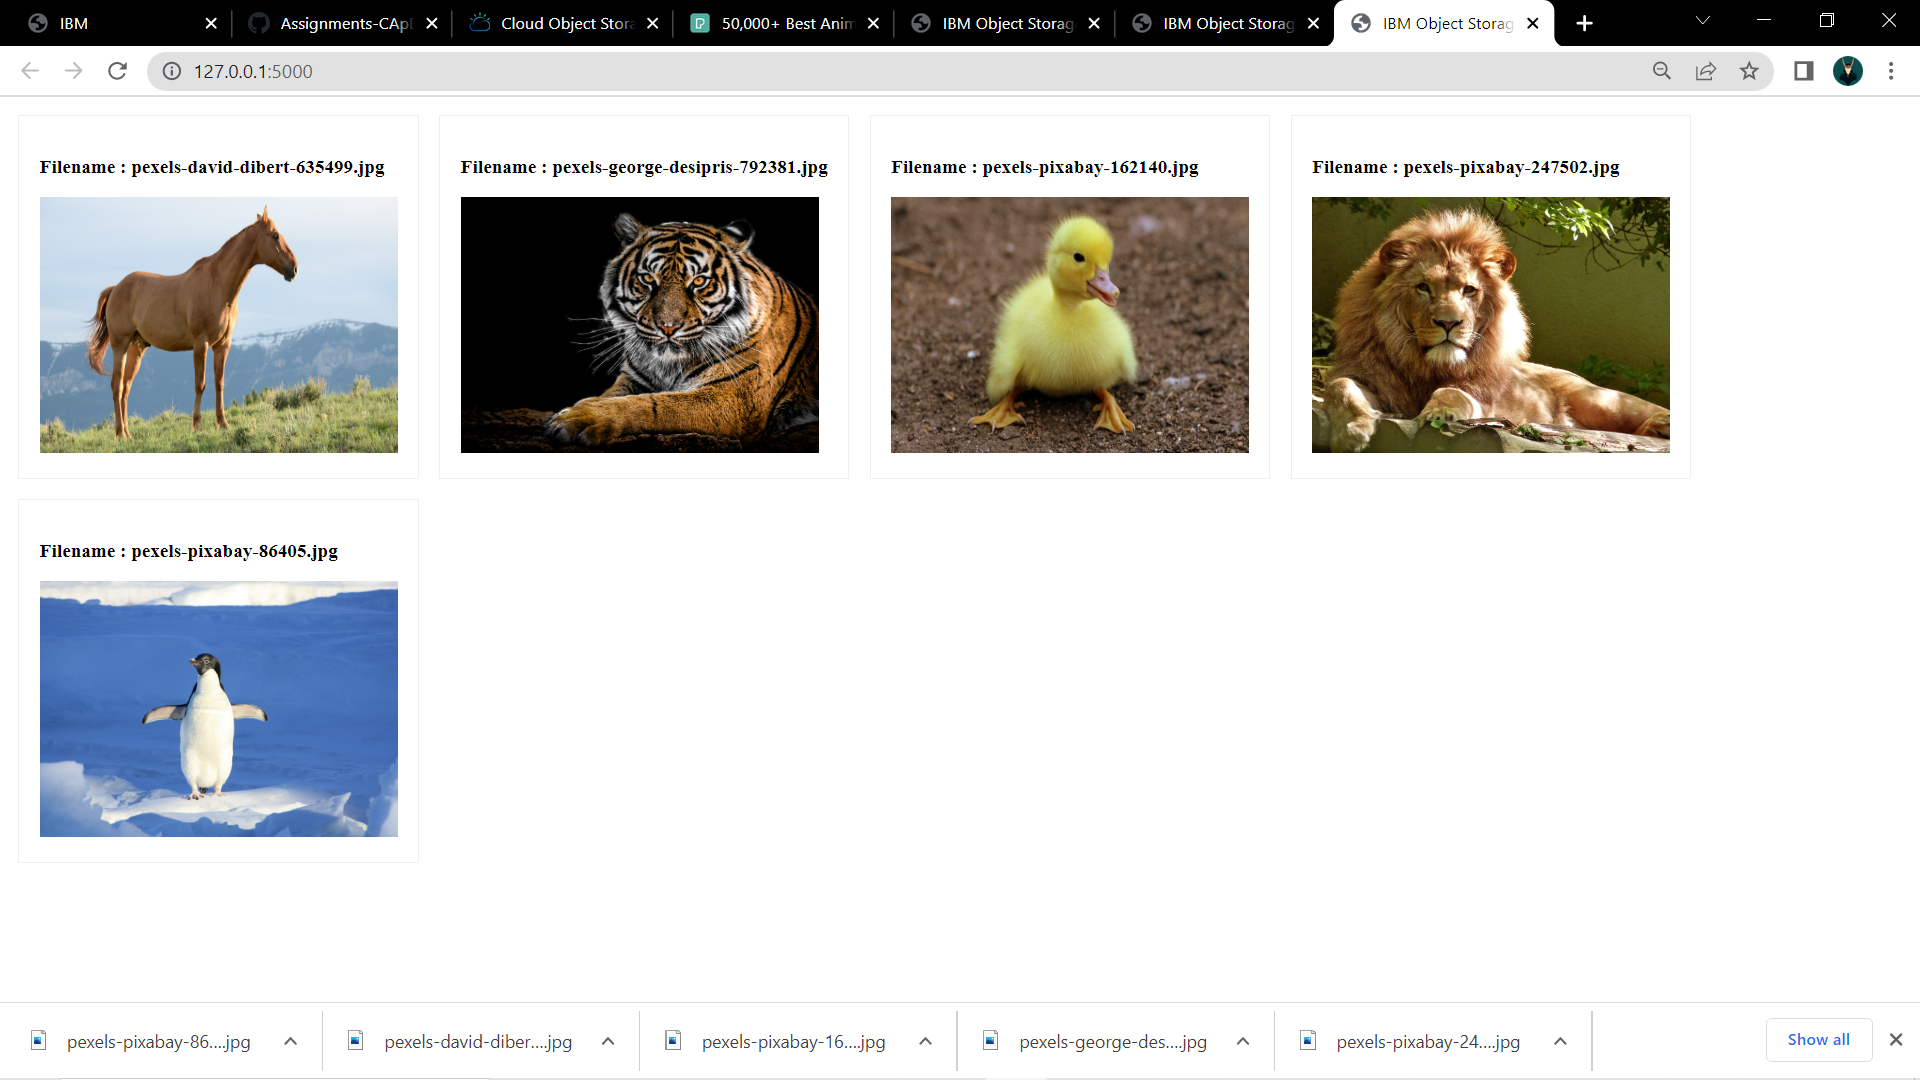 IBM
Assignments-CAp
Cloud Object Stora
50,000+ Best Anim
IBM Object Storag
IBM Object Storag
IBM Object Storag
127.0.0.1:5000
Filename : pexels-david-dibert-635499.jpg
Filename : pexels-george-desipris-792381.jpg
Filename : pexels-pixabay-162140.jpg
Filename : pexels-pixabay-247502.jpg
Filename : pexels-pixabay-86405.jpg
pexels-pixabay-86....jpg
pexels-david-diber....jpg
pexels-pixabay-16....jpg
pexels-george-des....jpg
pexels-pixabay-24....jpg
Show all